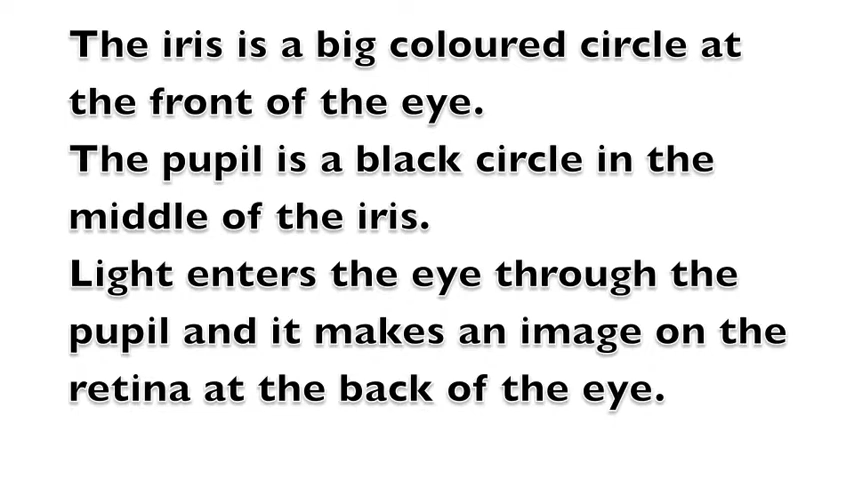 The iris is a big coloured circle at
the front of the eye.
The pupil is a black circle in the
middle of the iris.
Light enters the eye through the
pupil and it makes an image on the
retina at the back of the eye.